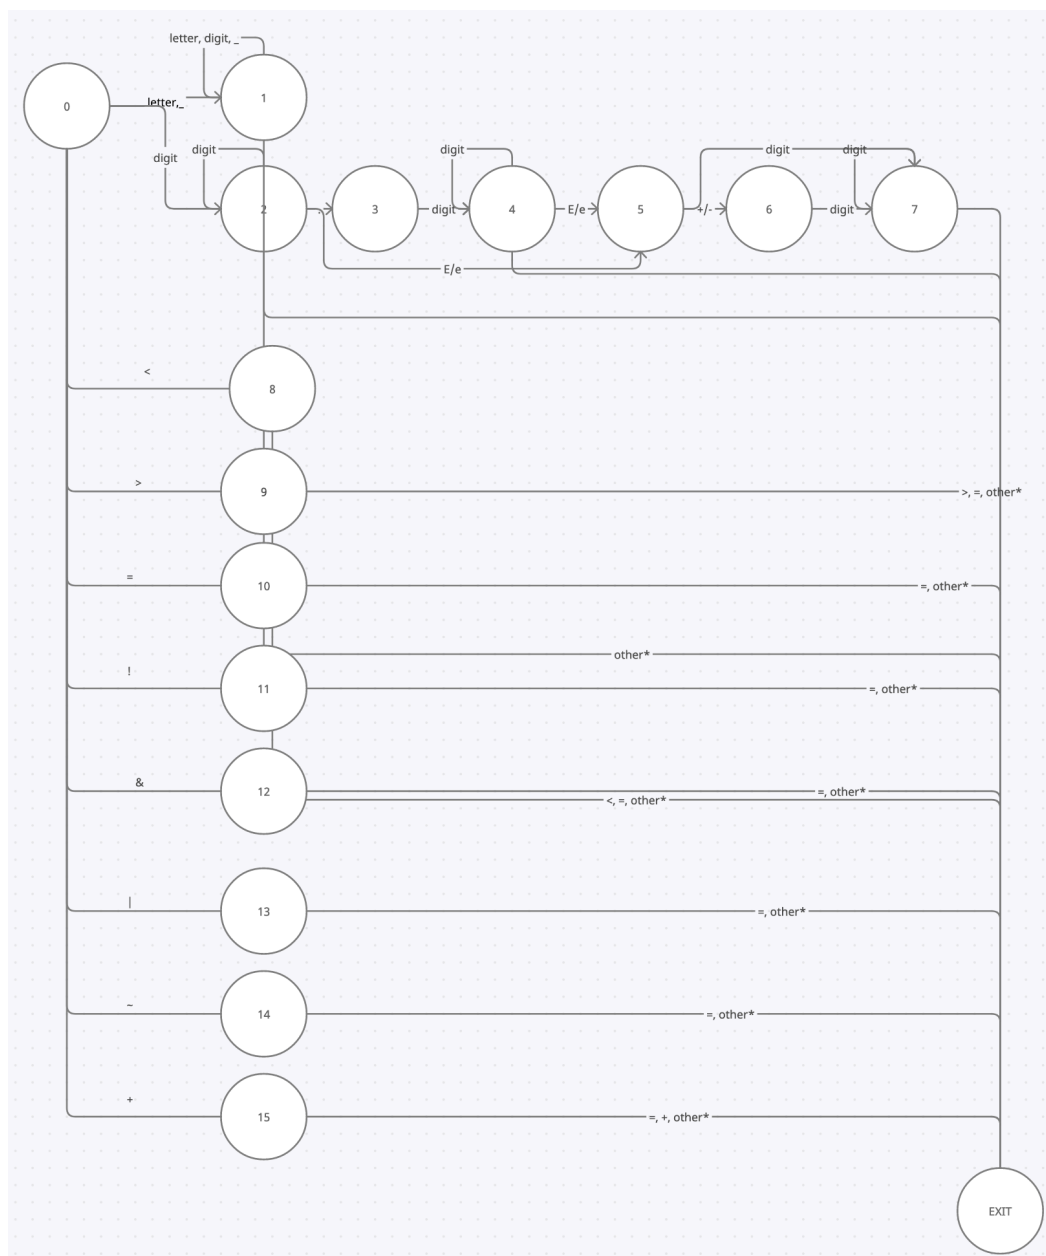 letter, digit, _
0
letter,_
1
digit
digit
digit
digit
digit
2
.
3
digit
4
E/e
5
+/-
6
digit
7
E/e
<
8
>
9
>, =, other*
=
10
=, other*
other*
!
11
=, other*
&
12
=, other*
<, =, other*
|
13
=, other*
~
14
=, other*
+
15
=, +, other*
EXIT